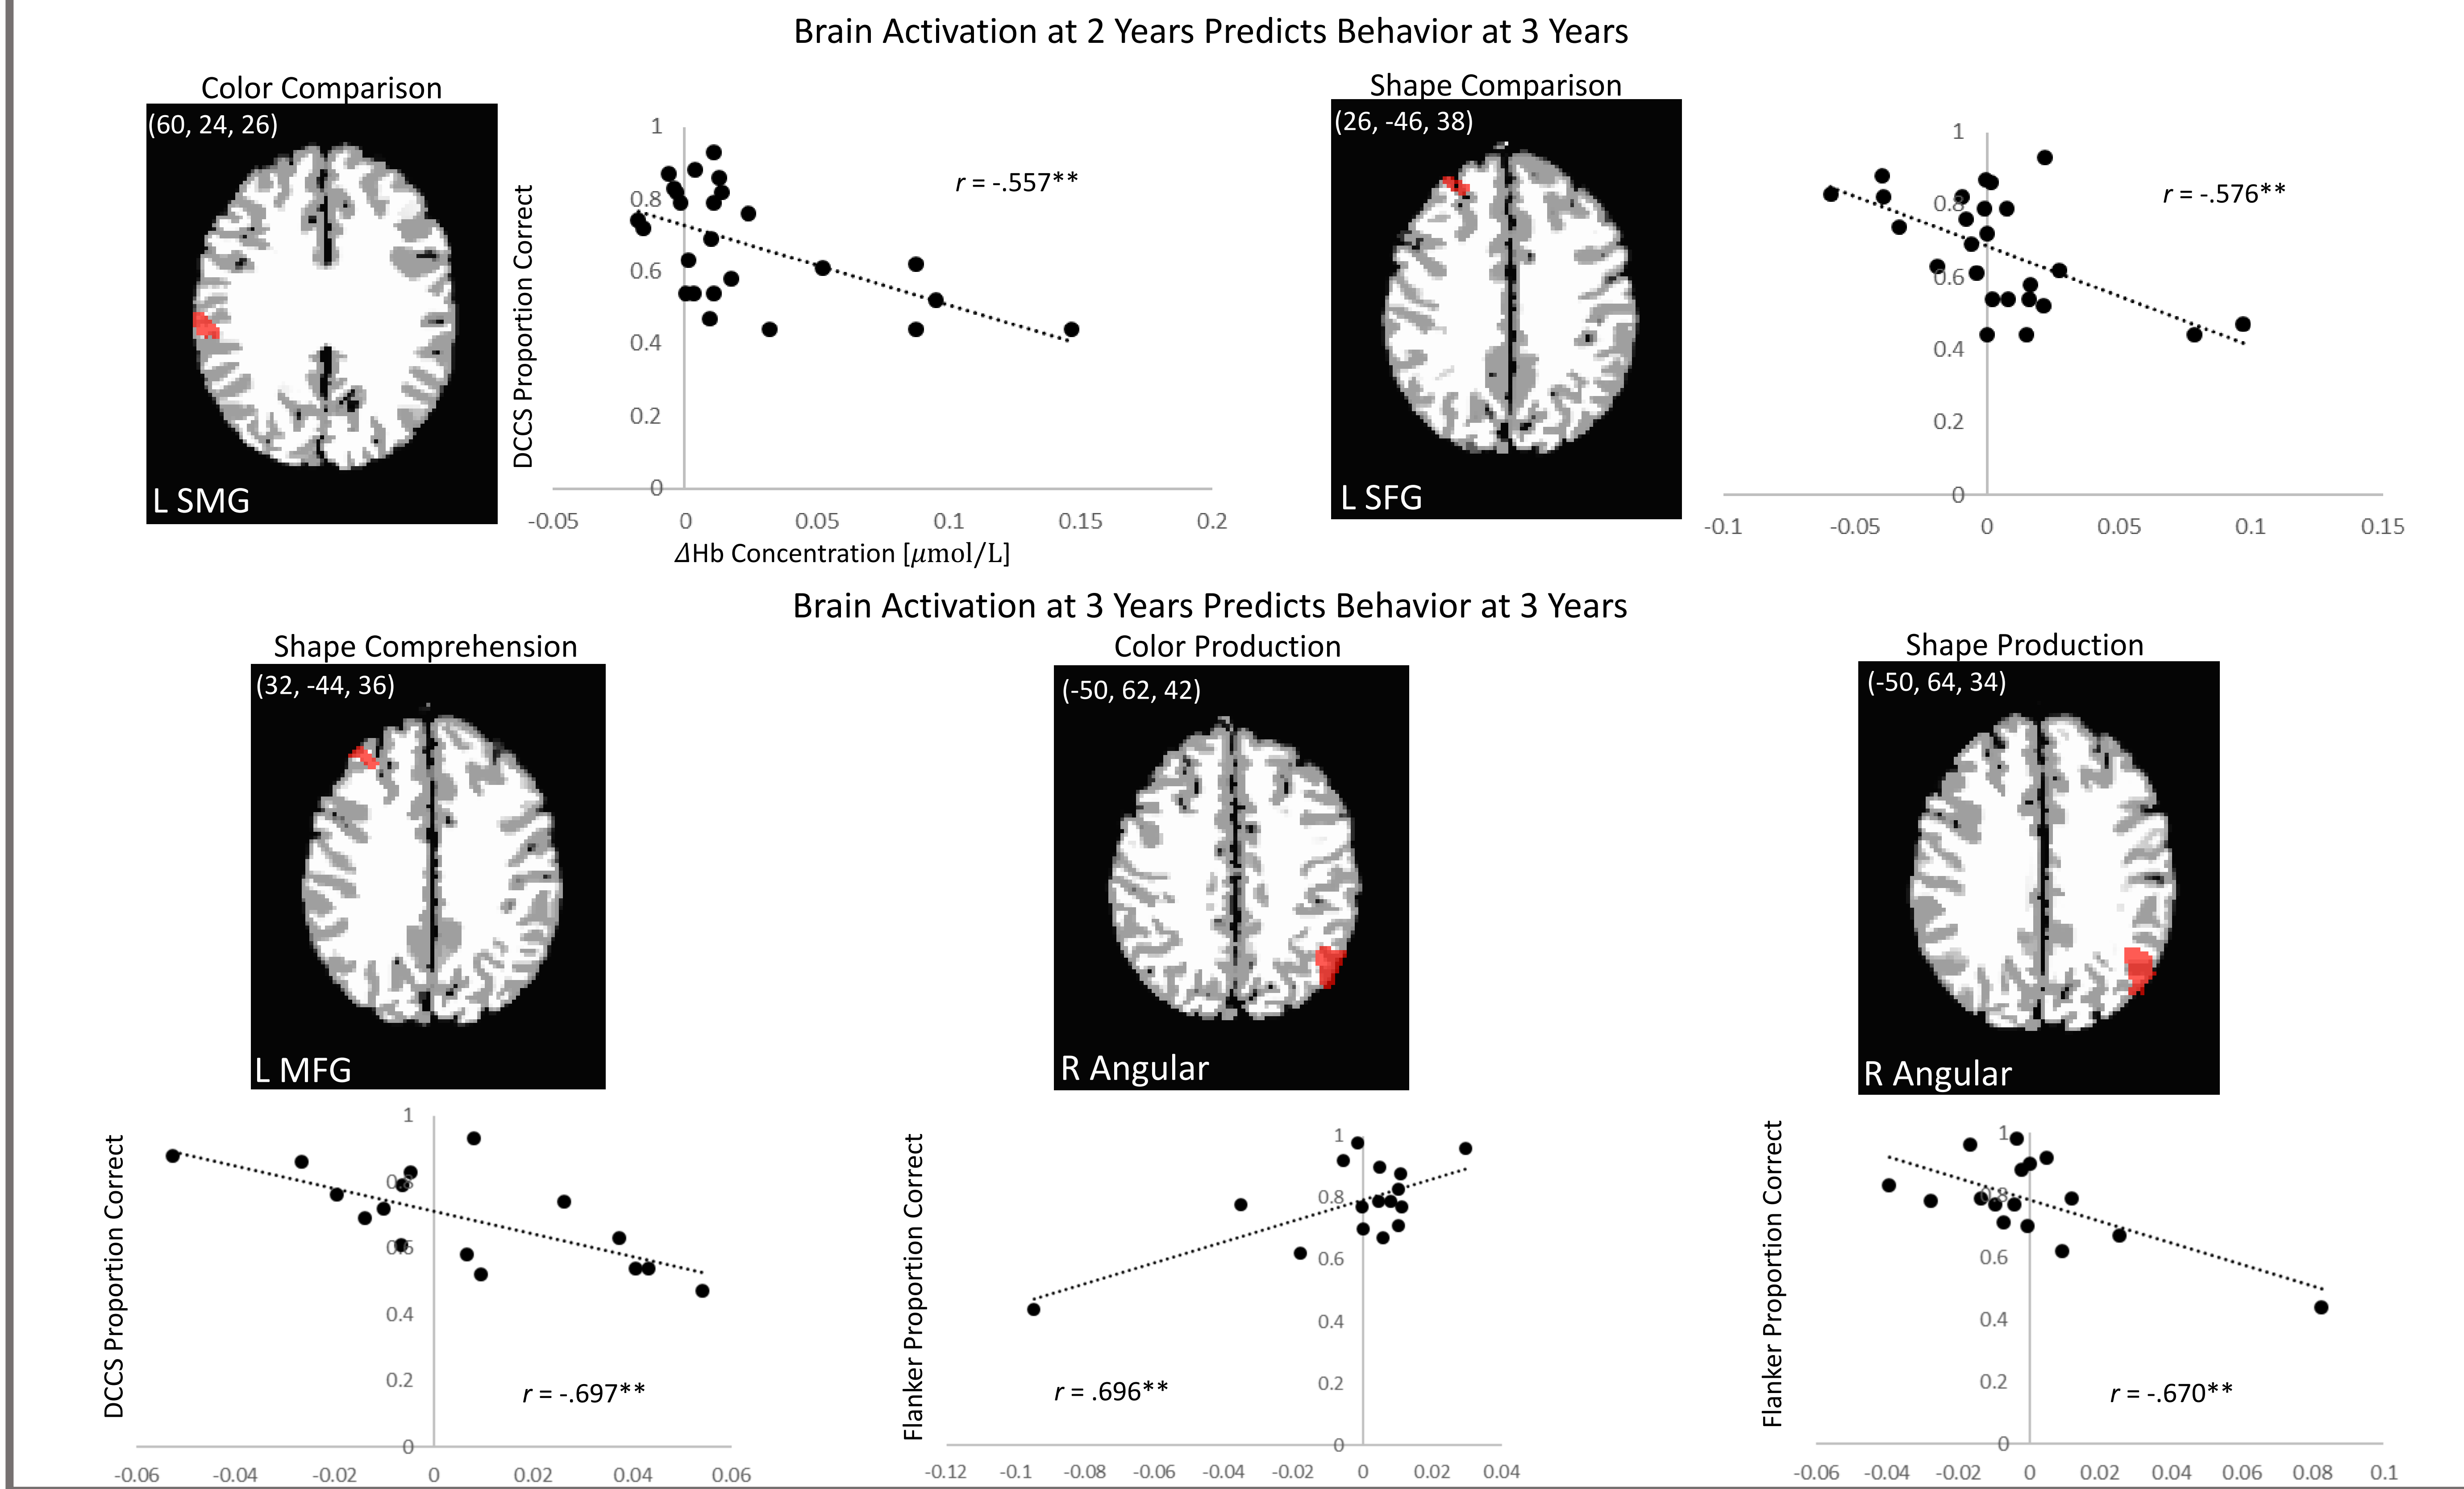 Brain Activation at 2 Years Predicts Behavior at 3 Years
Color Comparison
(60, 24, 26)
L SMG
DCCS Proportion Correct
1
0.8
0.6
0.4
0.2
0
r = -.557**
-0.05 0 0.05 0.1 0.15 0.2
ΔHb Concentration [μmol/L]
Shape Comparison
(26, -46, 38)
L SFG
1
0.8
0.6
0.4
0.2
0
r = -.576**
-0.1 -0.05 0 0.05 0.1 0.15
Brain Activation at 3 Years Predicts Behavior at 3 Years
Shape Comprehension
(32, -44, 36)
L MFG
DCCS Proportion Correct
1
0.8
0.6
0.4
0.2
0
r = -.697**
-0.06 -0.04 -0.02 0 0.02 0.04 0.06
Color Production
(-50, 62, 42)
R Angular
Flanker Proportion Correct
1
0.8
0.6
0.4
0.2
0
r = .696**
-0.12 -0.1 -0.08 -0.06 -0.04 -0.02 0 0.02 0.04
Shape Production
(-50, 64, 34)
R Angular
Flanker Proportion Correct
1
0.8
0.6
0.4
0.2
0
r = -.670**
-0.06 -0.04 -0.02 0 0.02 0.04 0.06 0.08 0.1